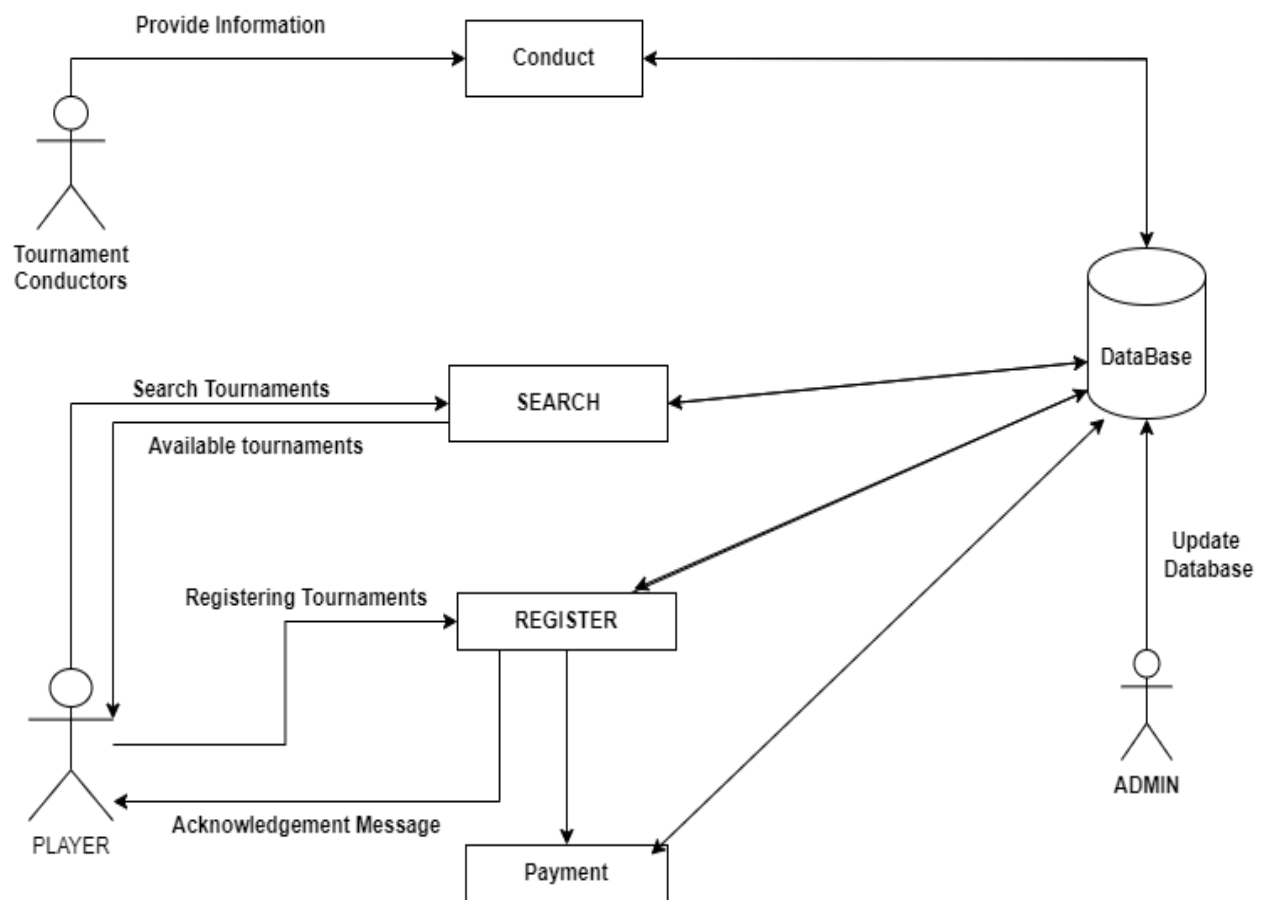 Provide Information
Conduct
Tournament
Conductors
DataBase
Search Tournaments
SEARCH
Available tournaments
Update
Database
Registering Tournaments
REGISTER
ADMIN
Acknowledgement Message
PLAYER
Payment